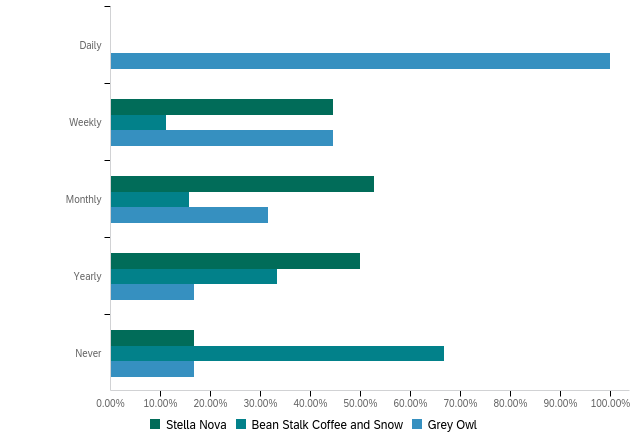 Daily
Weekly
Monthly
Yearly
Never
0.00% 10.00% 20.00% 30.00% 40.00% 50.00% 60.00% 70.00% 80.00% 90.00% 100.00%
Stella Nova Bean Stalk Coffee and Snow Grey Owl